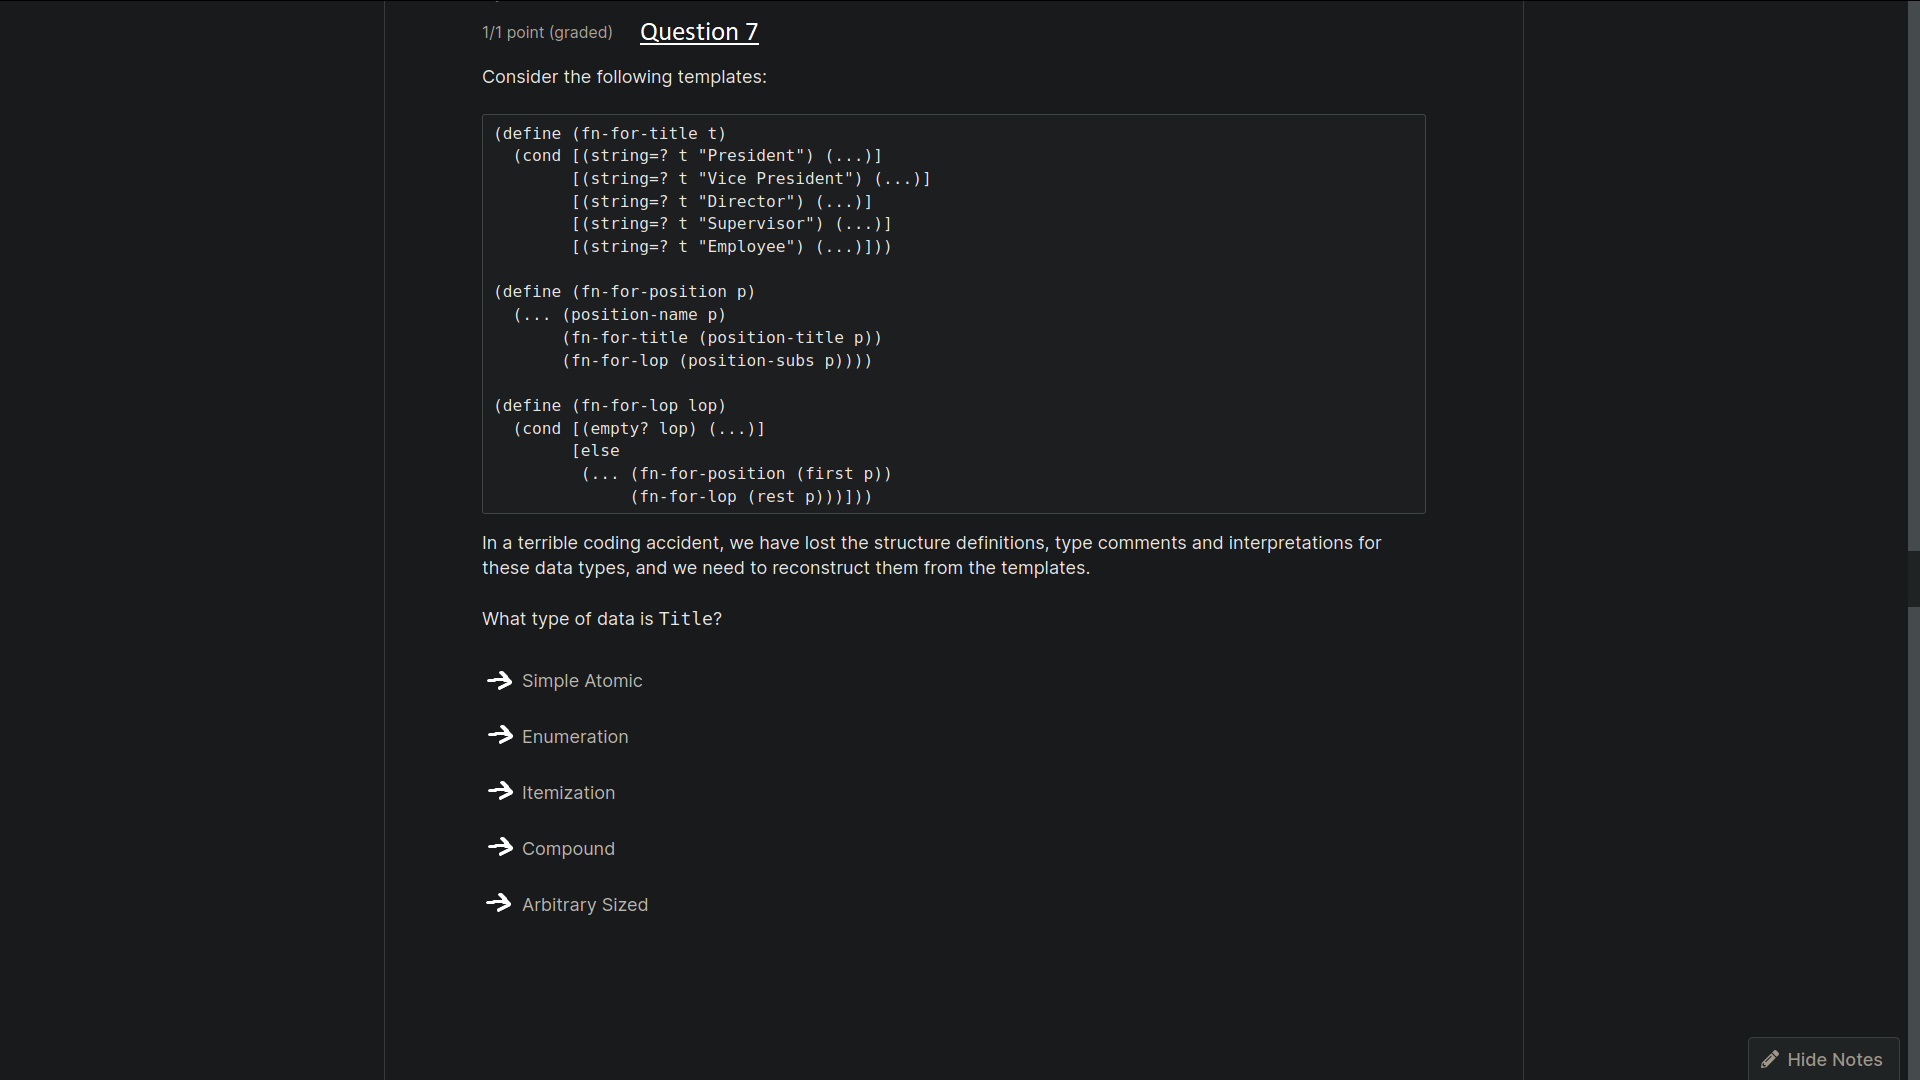 1/1 point (graded) Question 7
Consider the following templates:
(define (fn-for-title t)
  (cond [(string=? t "President") (...)]
        [(string=? t "Vice President") (...)]
        [(string=? t "Director") (...)]
        [(string=? t "Supervisor") (...)]
        [(string=? t "Employee") (...)]))
(define (fn-for-position p)
  (... (position-name p)
       (fn-for-title (position-title p))
       (fn-for-lop (position-subs p))))
(define (fn-for-lop lop)
  (cond [(empty? lop) (...)]
        [else
         (... (fn-for-position (first p))
              (fn-for-lop (rest p)))]))
In a terrible coding accident, we have lost the structure definitions, type comments and interpretations for
these data types, and we need to reconstruct them from the templates.
What type of data is Title?
Simple Atomic
Enumeration
Itemization
Compound
Arbitrary Sized
Hide Notes